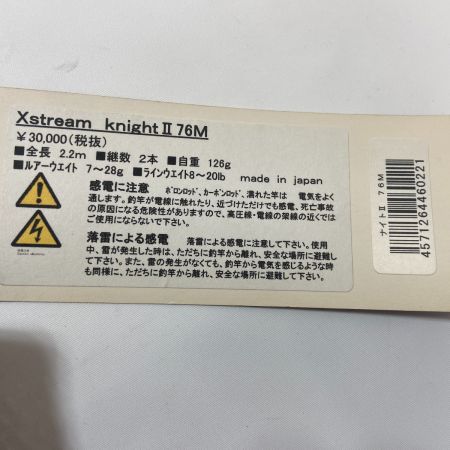 Xstream knightⅡ76M
￥30,000(税抜)
■全長 2.2m ■継数 2本 ■自重 126g
■ルアーウエイト 7〜28g ■ラインウエイト8〜20lb made in japan
感電に注意 ボロンロッド、カーボンロッド、濡れた竿は 電気をよく
通します。釣竿が電線に触れたり、近づけただけでも感電、死亡事故
の原因になる危険性がありますので、高圧線・電線の架線の近くでは
ご使用にならないで下さい。
落雷による感電 落雷による感電に注意して下さい。使用
中、雷が発生した時は、ただちに釣竿から離れ、安全な場所に避難し
て下さい。また、雷の発生がなくても、釣竿から電気を感じるような時
も同様に、ただちに釣竿から離れ、安全な場所に避難して下さい。
ナイトⅡ 76M
4571264460221